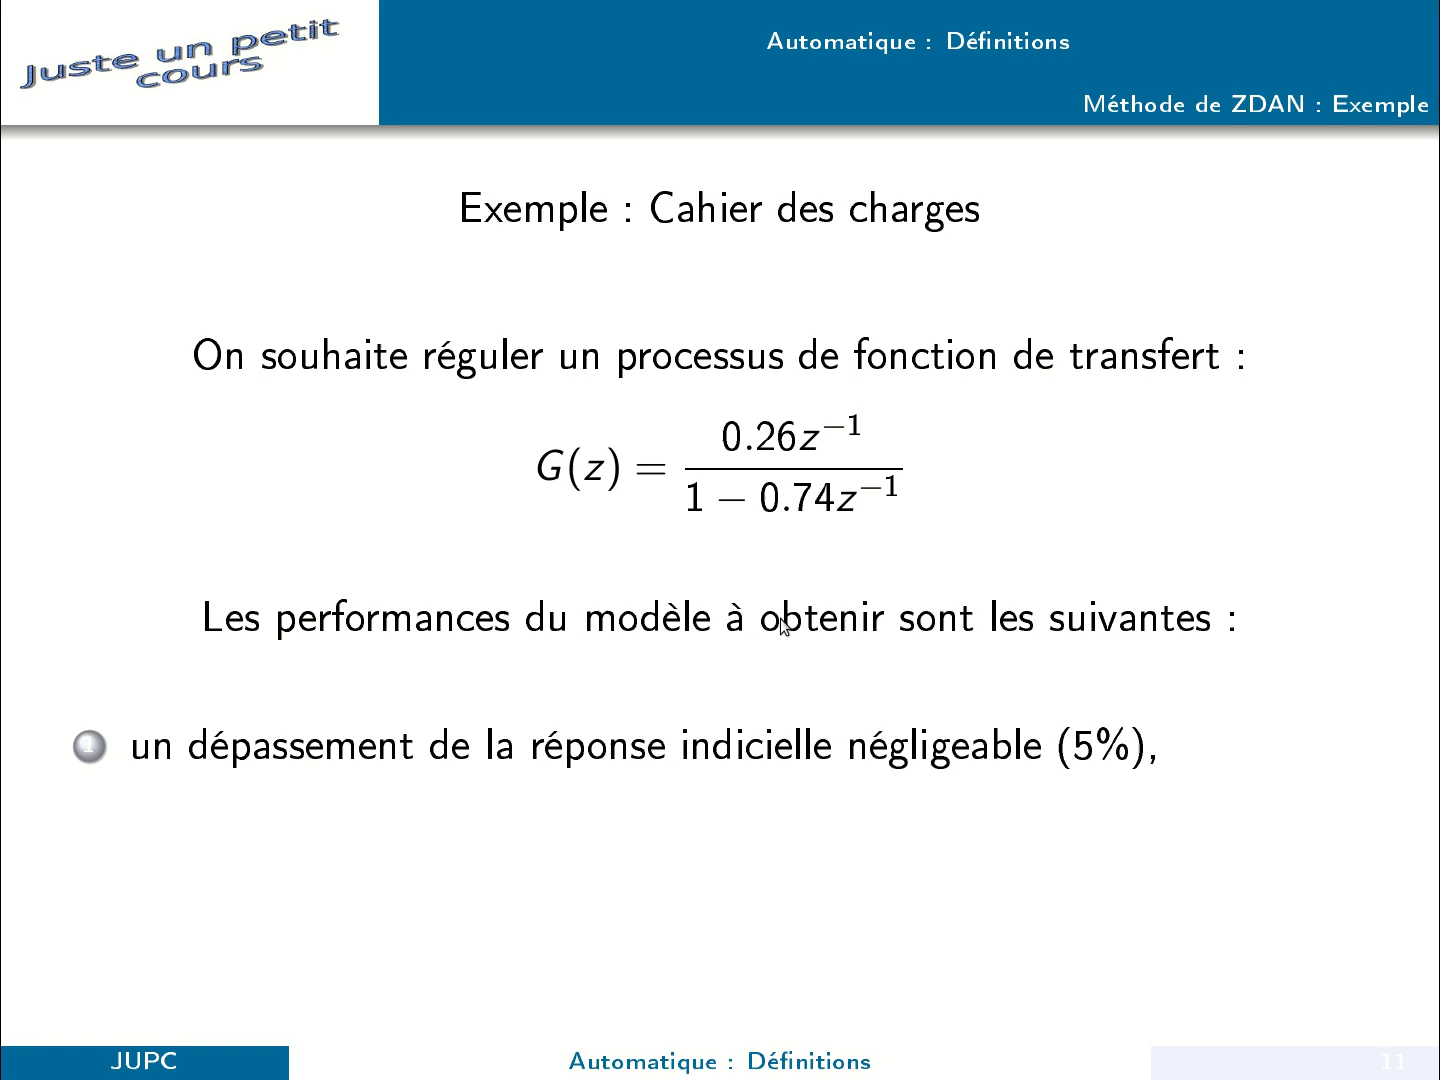 Juste un petit
cours
Automatique : Définitions
Méthode de ZDAN : Exemple
Exemple : Cahier des charges
On souhaite réguler un processus de fonction de transfert :
G(z) = 0.26z⁻¹ / 1 − 0.74z⁻¹
Les performances du modèle à obtenir sont les suivantes :
1 un dépassement de la réponse indicielle négligeable (5%),
JUPC
Automatique : Définitions
11